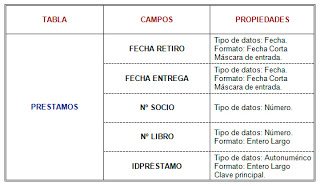 TABLA CAMPOS PROPIEDADES
PRESTAMOS
FECHA RETIRO
Tipo de datos: Fecha.
Formato: Fecha Corta
Máscara de entrada.
FECHA ENTREGA
Tipo de datos: Fecha.
Formato: Fecha Corta
Máscara de entrada.
Nº SOCIO
Tipo de datos: Número.
Nº LIBRO
Tipo de datos: Número.
Formato: Entero Largo
IDPRESTAMO
Tipo de datos: Autonumérico
Formato: Entero Largo
Clave principal.